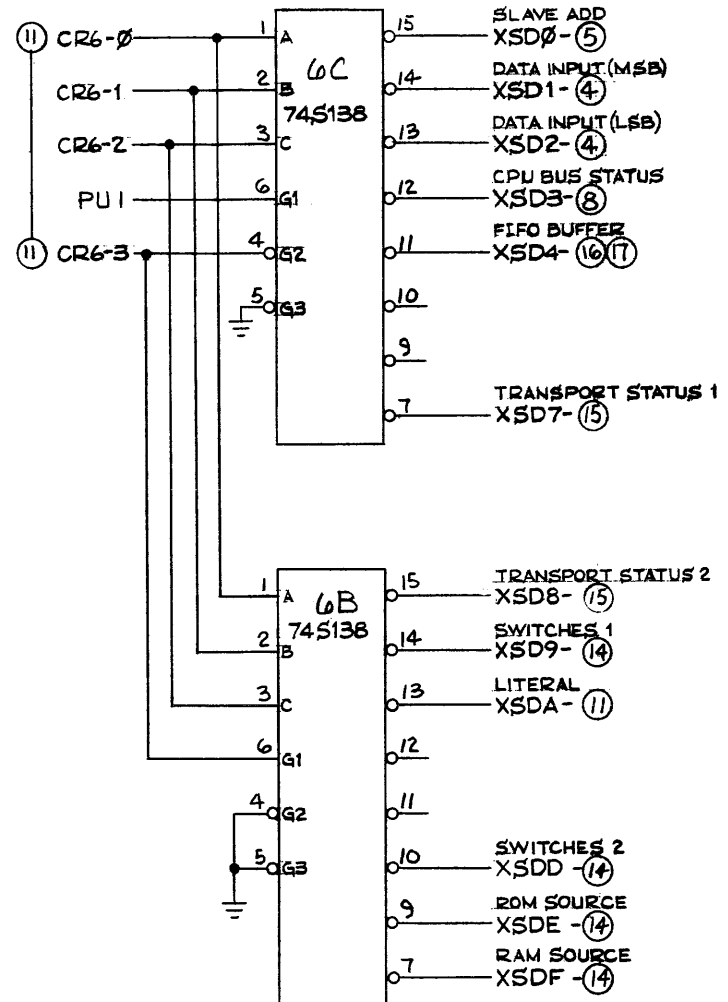 11 CR6-Ø
CR6-1
CR6-2
PU1
11 CR6-3
6C
74S138
1 A
2 B
3 C
6 G1
4 G2
5 G3
15
SLAVE ADD
XSDØ- 5
14
DATA INPUT (MSB)
XSD1- 4
13
DATA INPUT (LSB)
XSD2- 4
12
CPU BUS STATUS
XSD3- 8
11
FIFO BUFFER
XSD4- 16 17
10
9
7
TRANSPORT STATUS 1
XSD7- 15
6B
74S138
1 A
2 B
3 C
6 G1
4 G2
5 G3
15
TRANSPORT STATUS 2
XSD8- 15
14
SWITCHES 1
XSD9- 14
13
LITERAL
XSDA- 11
12
11
10
SWITCHES 2
XSDD - 14
9
ROM SOURCE
XSDE - 14
7
RAM SOURCE
XSDF - 14